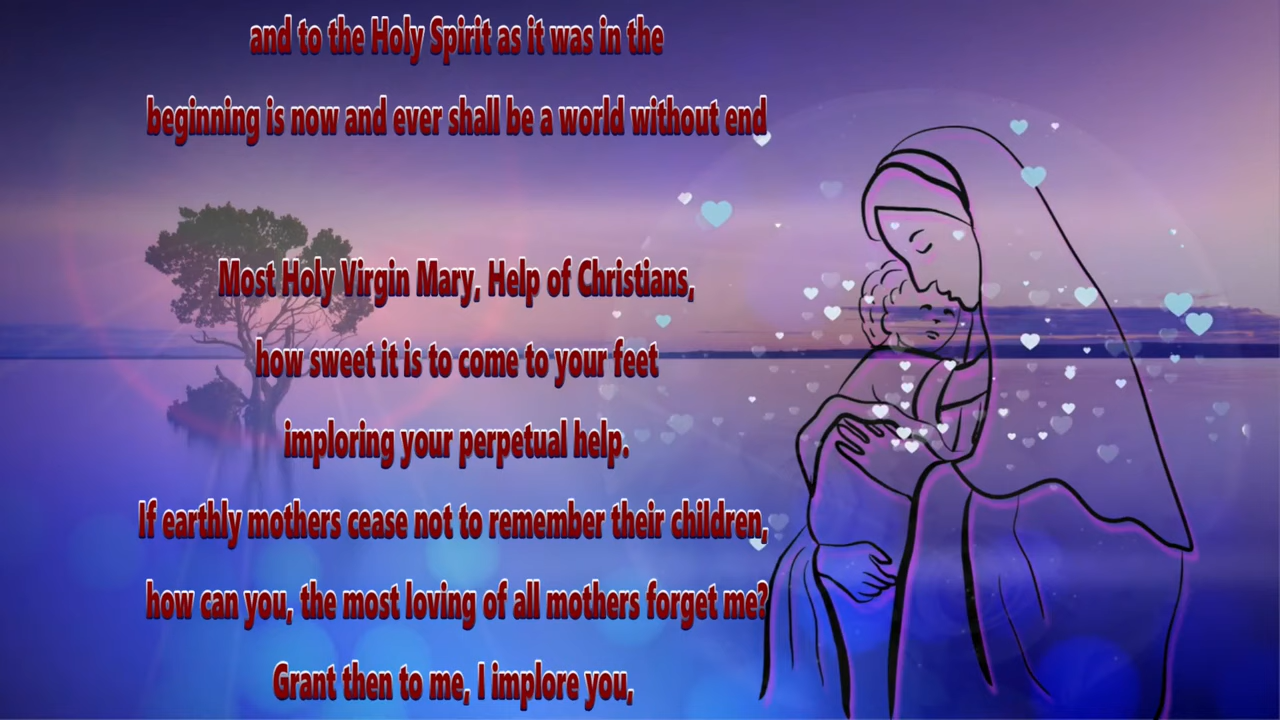 and to the Holy Spirit as it was in the
beginning is now and ever shall be a world without end
Most Holy Virgin Mary, Help of Christians,
how sweet it is to come to your feet
imploring your perpetual help.
If earthly mothers cease not to remember their children,
how can you, the most loving of all mothers forget me?
Grant then to me, I implore you,